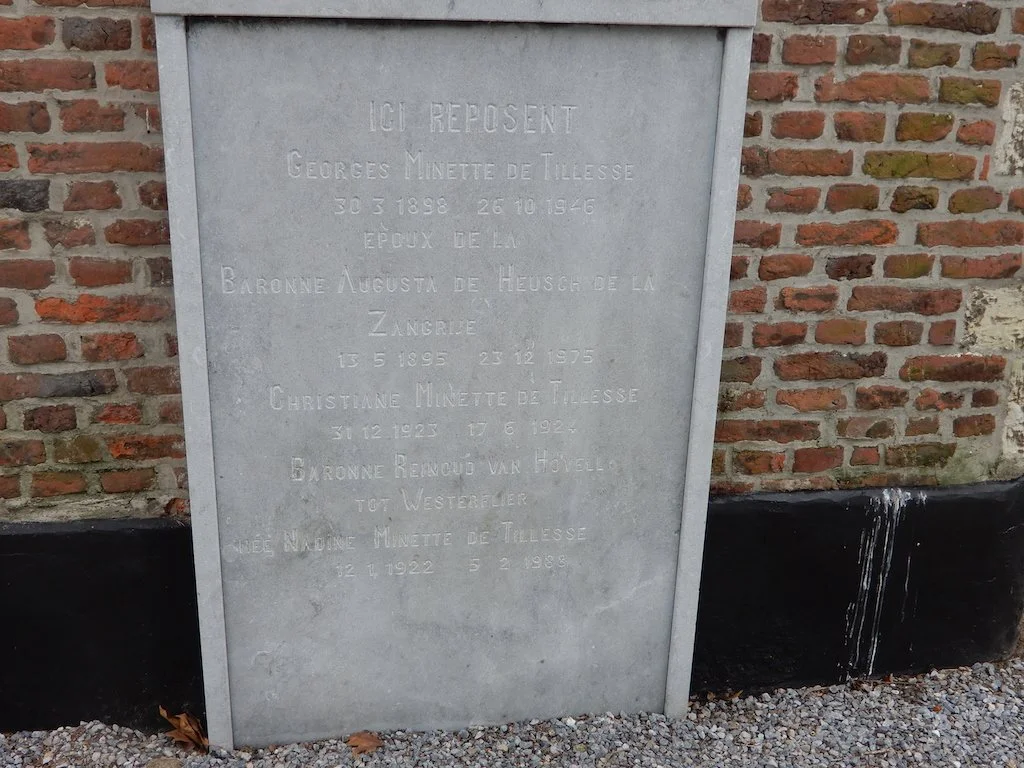 ICI REPOSENT
GEORGES MINETTE DE TILLESSE
30 3 1898 26 10 1946
EPOUX DE LA
BARONNE AUGUSTA DE HEUSCH DE LA
ZANGRIJE
13 5 1895 23 12 1975
CHRISTIANE MINETTE DE TILLESSE
31 12 1923 17 6 1924
BARONNE REINOUD VAN HÖVELL
TOT WESTERFLIER
NÉE NADINE MINETTE DE TILLESSE
12 1 1922 5 2 1988